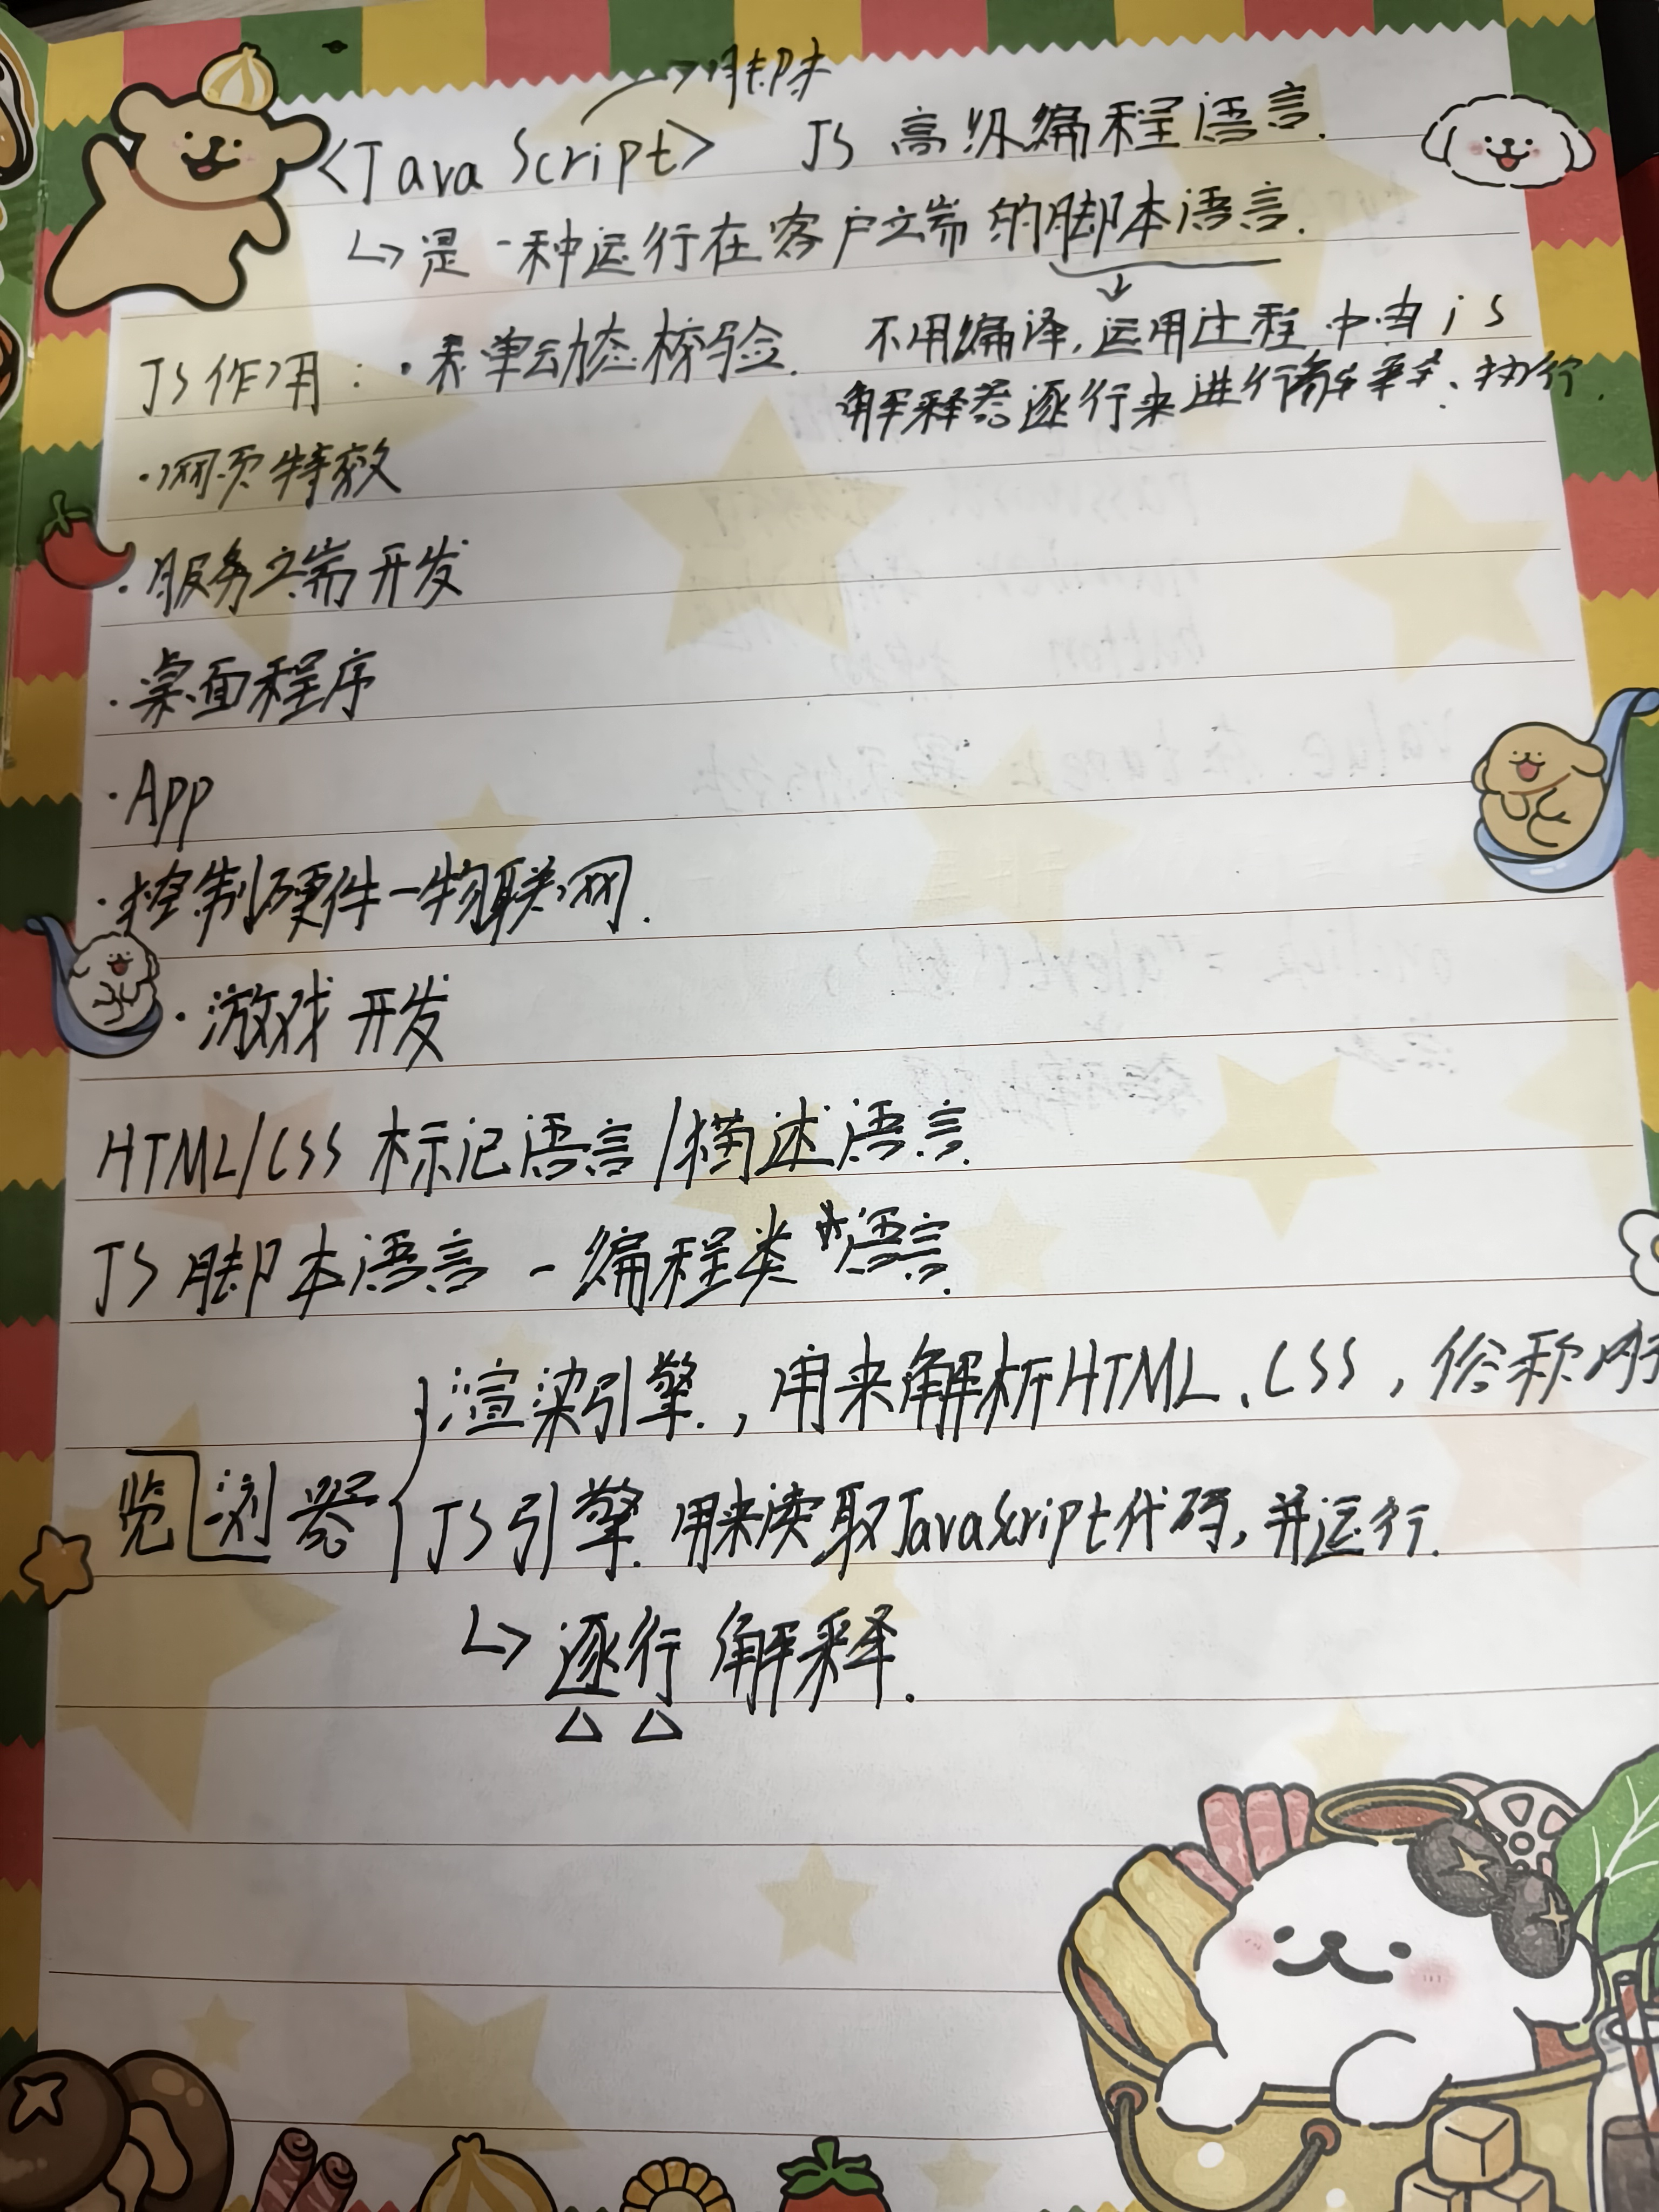 脚本
<Java Script> JS 高级编程语言.
↳是一种运行在客户立端的脚本语言.
JS作用: ·表单动态校验. 不用编译,运用过程中由js
解释器逐行来进行解释、执行.
·网页特效
·服务立端开发
·桌面程序
·App
·控制硬件—物联网.
·游戏开发
HTML/CSS 标记语言/描述语言.
JS脚本语言 - 编程类的语言.
渲染引擎.,用来解析HTML、CSS,俗称
览浏器 JS引擎. 用来读取JavaScript代码,并运行.
↳ 逐行解释.